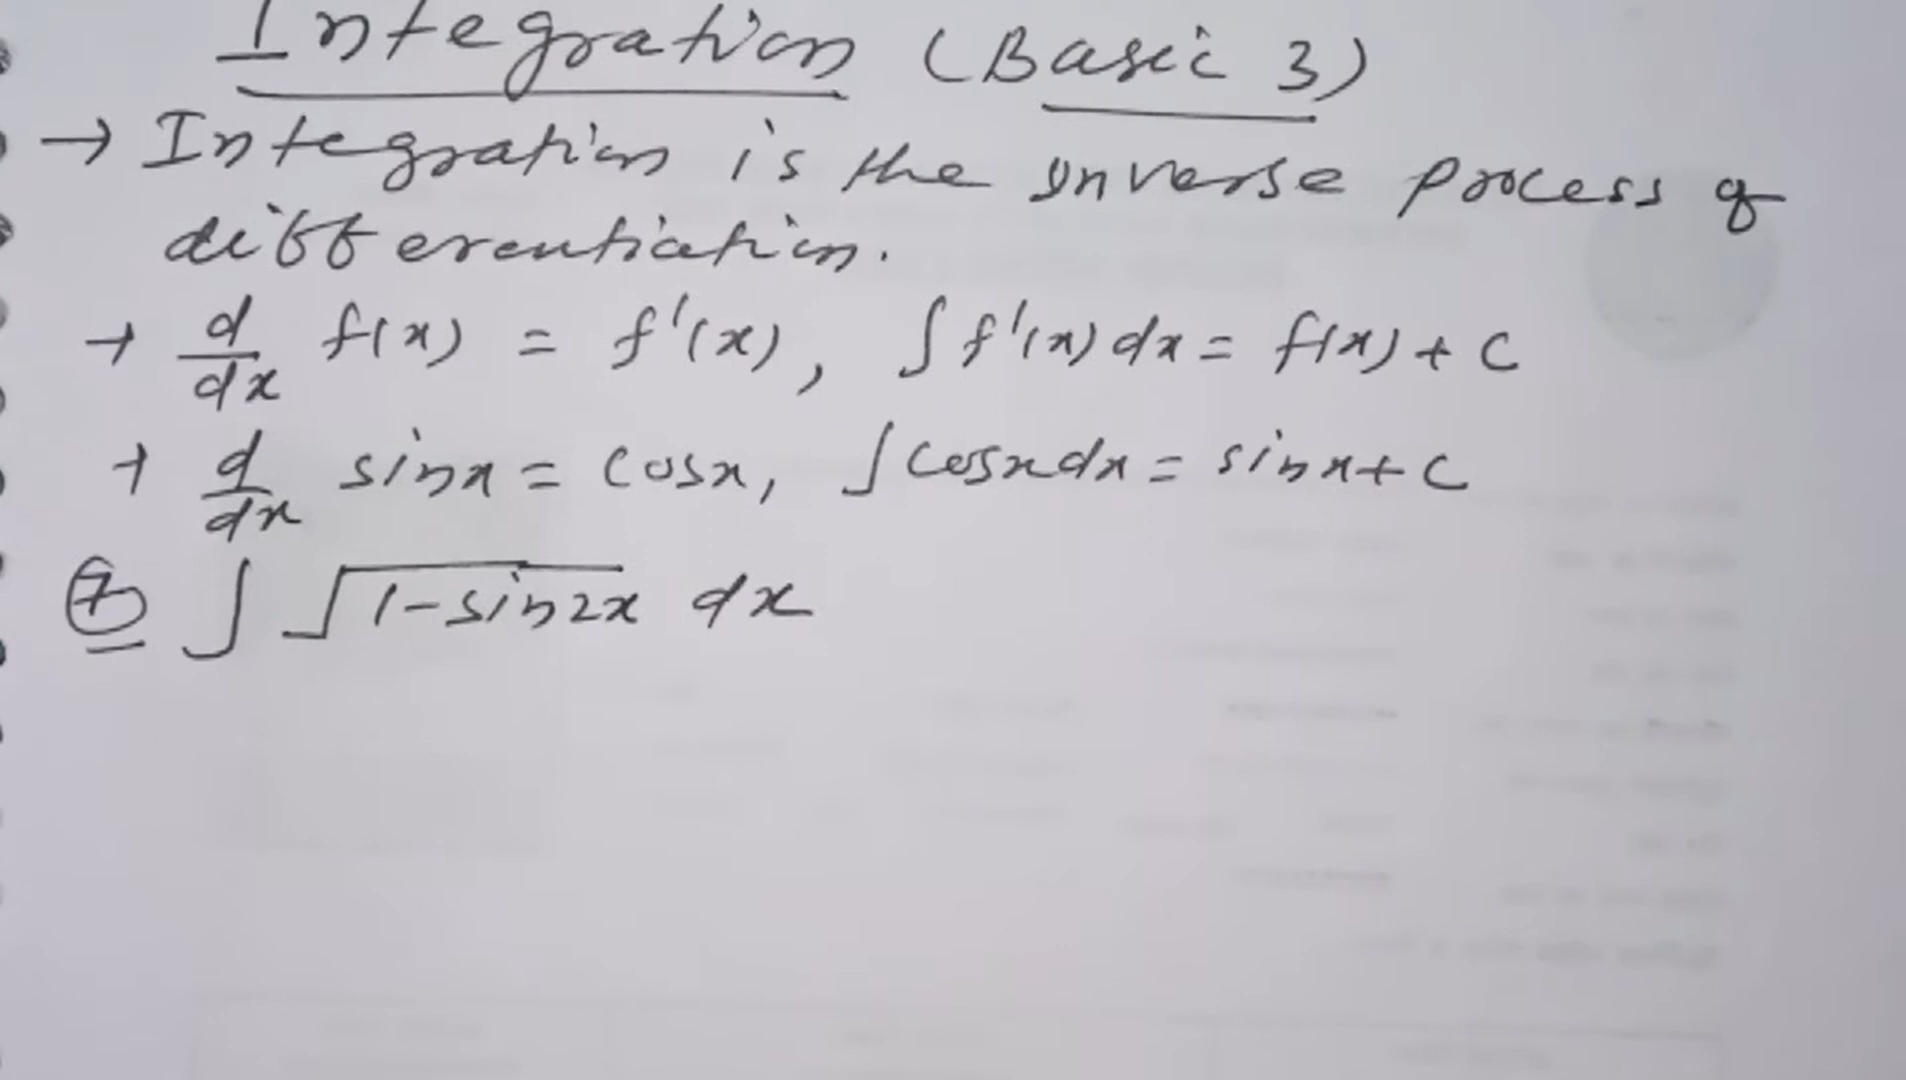 Integration (Basic 3)
→ Integration is the inverse process of
differentiation.
→ d/dx f(x) = f'(x), ∫ f'(x) dx = f(x) + c
→ d/dx sinx = cosx, ∫ cosx dx = sinx + c
⑦ ∫ √(1-sin2x) dx